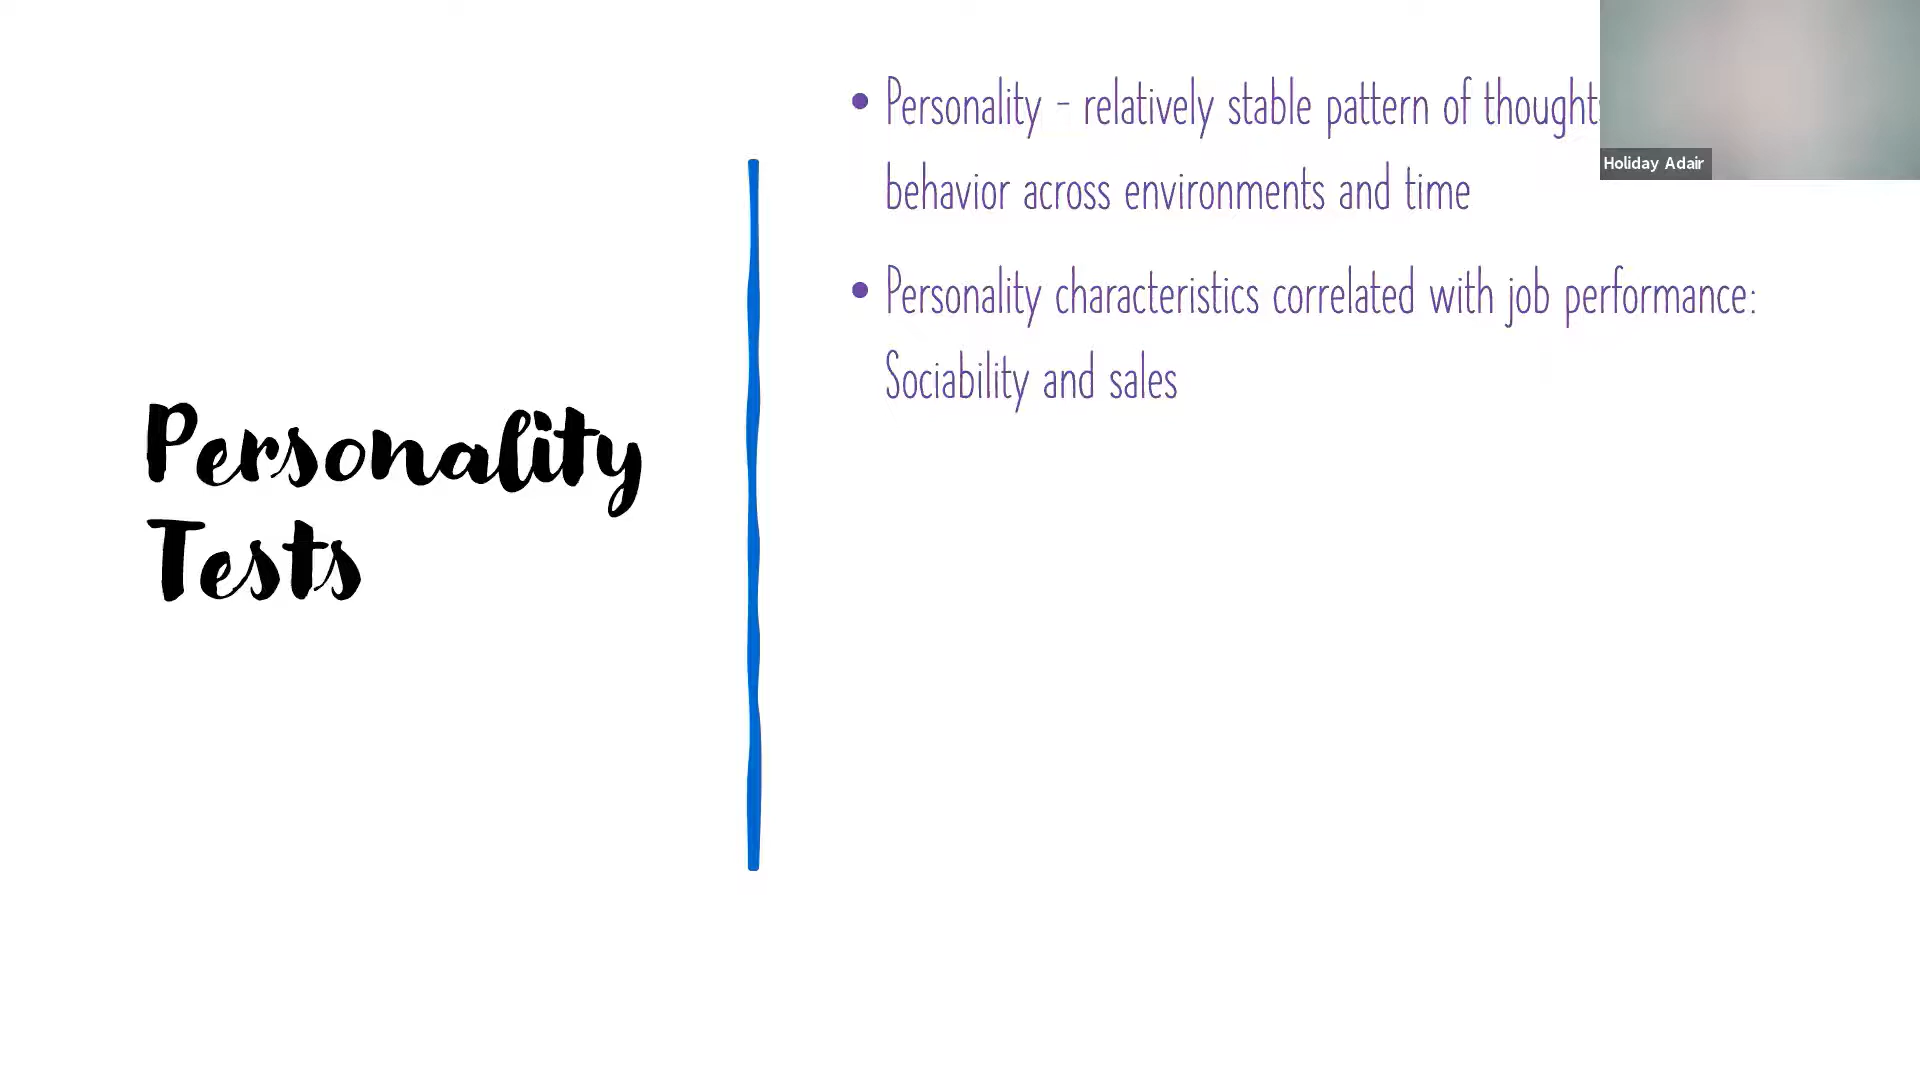 Personality
Tests
• Personality - relatively stable pattern of thoughts
behavior across environments and time
• Personality characteristics correlated with job performance:
Sociability and sales
Holiday Adair